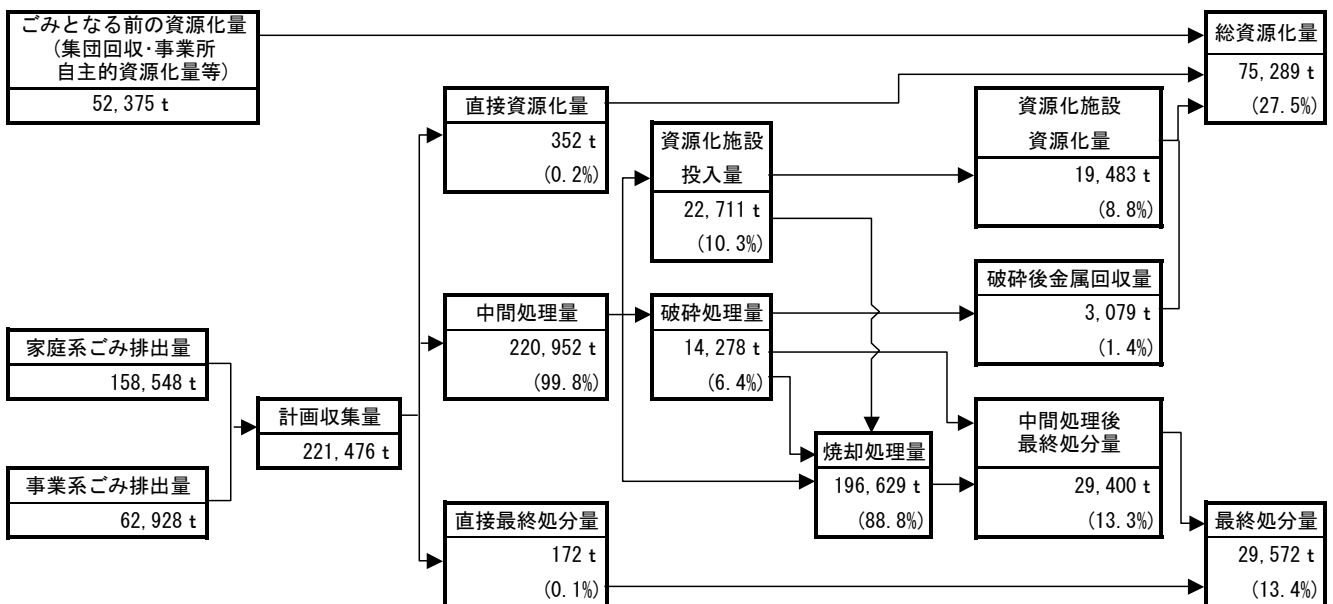 ごみとなる前の資源化量
(集団回収･事業所
自主的資源化量等)
52,375 t
総資源化量
75,289 t
(27.5%)
直接資源化量
352 t
(0.2%)
資源化施設
投入量
22,711 t
(10.3%)
資源化施設
資源化量
19,483 t
(8.8%)
中間処理量
220,952 t
(99.8%)
破砕処理量
14,278 t
(6.4%)
破砕後金属回収量
3,079 t
(1.4%)
家庭系ごみ排出量
158,548 t
計画収集量
221,476 t
事業系ごみ排出量
62,928 t
焼却処理量
196,629 t
(88.8%)
中間処理後
最終処分量
29,400 t
(13.3%)
直接最終処分量
172 t
(0.1%)
最終処分量
29,572 t
(13.4%)